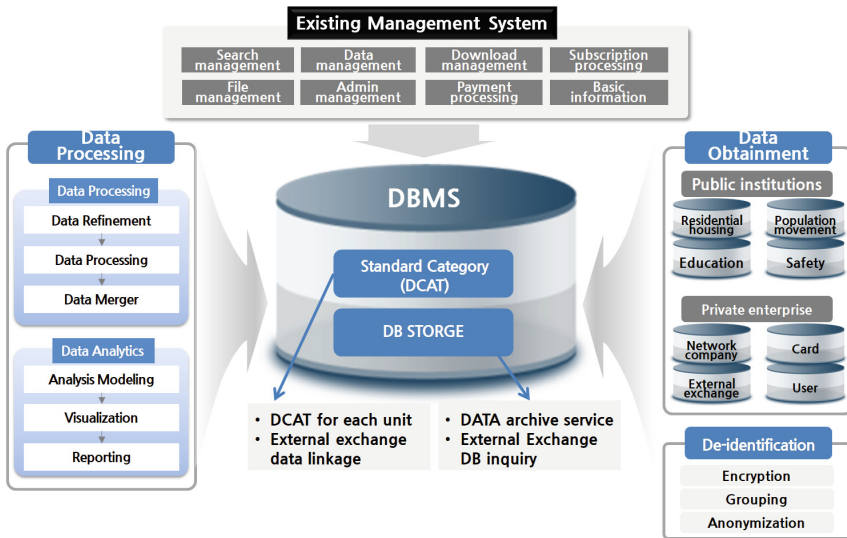 Existing Management System
Search
management
Data
management
Download
management
Subscription
processing
File
management
Admin
management
Payment
processing
Basic
information
Data
Processing
Data Processing
Data Refinement
Data Processing
Data Merger
Data Analytics
Analysis Modeling
Visualization
Reporting
DBMS
Standard Category
(DCAT)
DB STORGE
• DCAT for each unit
• External exchange
data linkage
• DATA archive service
• External Exchange
DB inquiry
Data
Obtainment
Public institutions
Residential
housing
Population
movement
Education
Safety
Private enterprise
Network
company
Card
External
exchange
User
De-identification
Encryption
Grouping
Anonymization